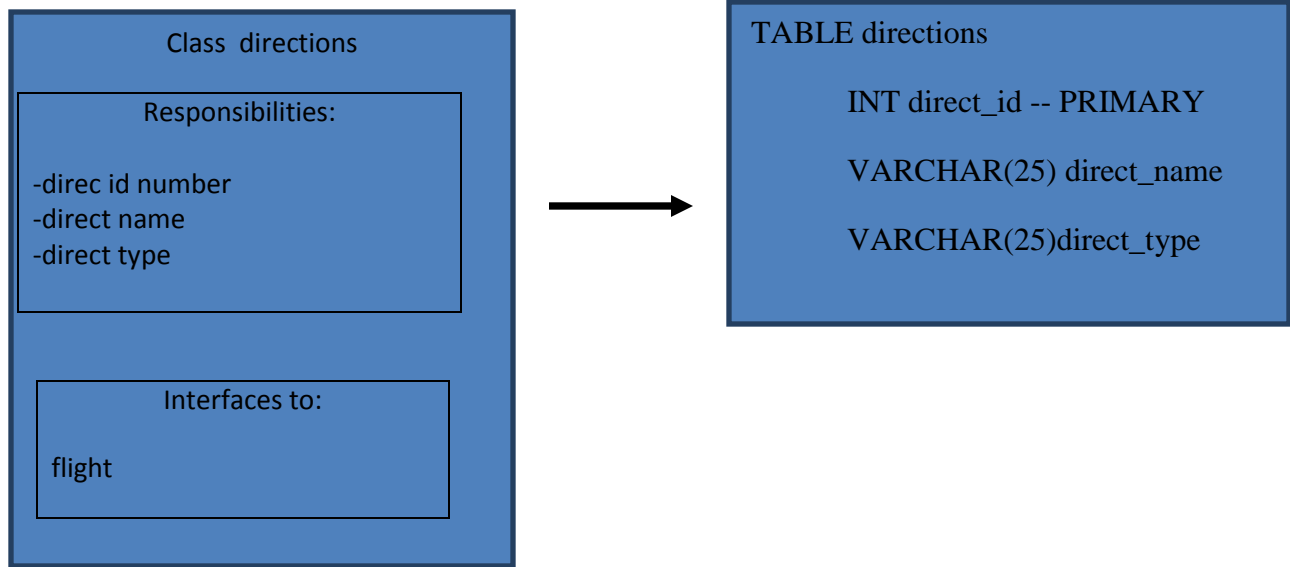 Class directions
Responsibilities:
-direc id number
-direct name
-direct type
Interfaces to:
flight
TABLE directions
INT direct_id -- PRIMARY
VARCHAR(25) direct_name
VARCHAR(25)direct_type